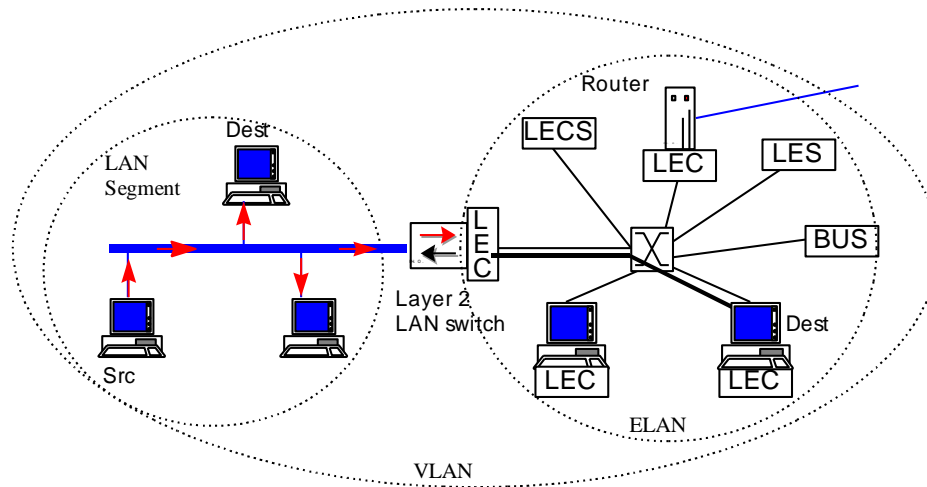 Router
Dest
LECS
LAN
Segment
LEC
LES
L
E
C
BUS
Layer 2
LAN switch
Dest
Src
LEC
LEC
ELAN
VLAN